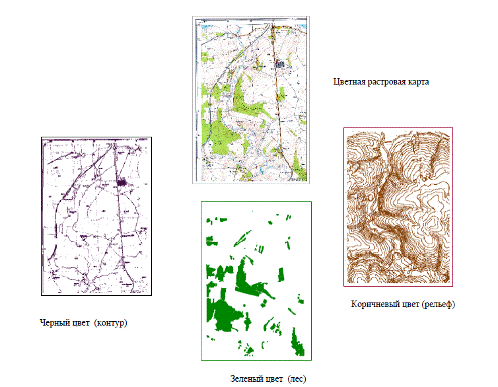 Цветная растровая карта
Коричневый цвет (рельеф)
Черный цвет (контур)
Зеленый цвет (лес)